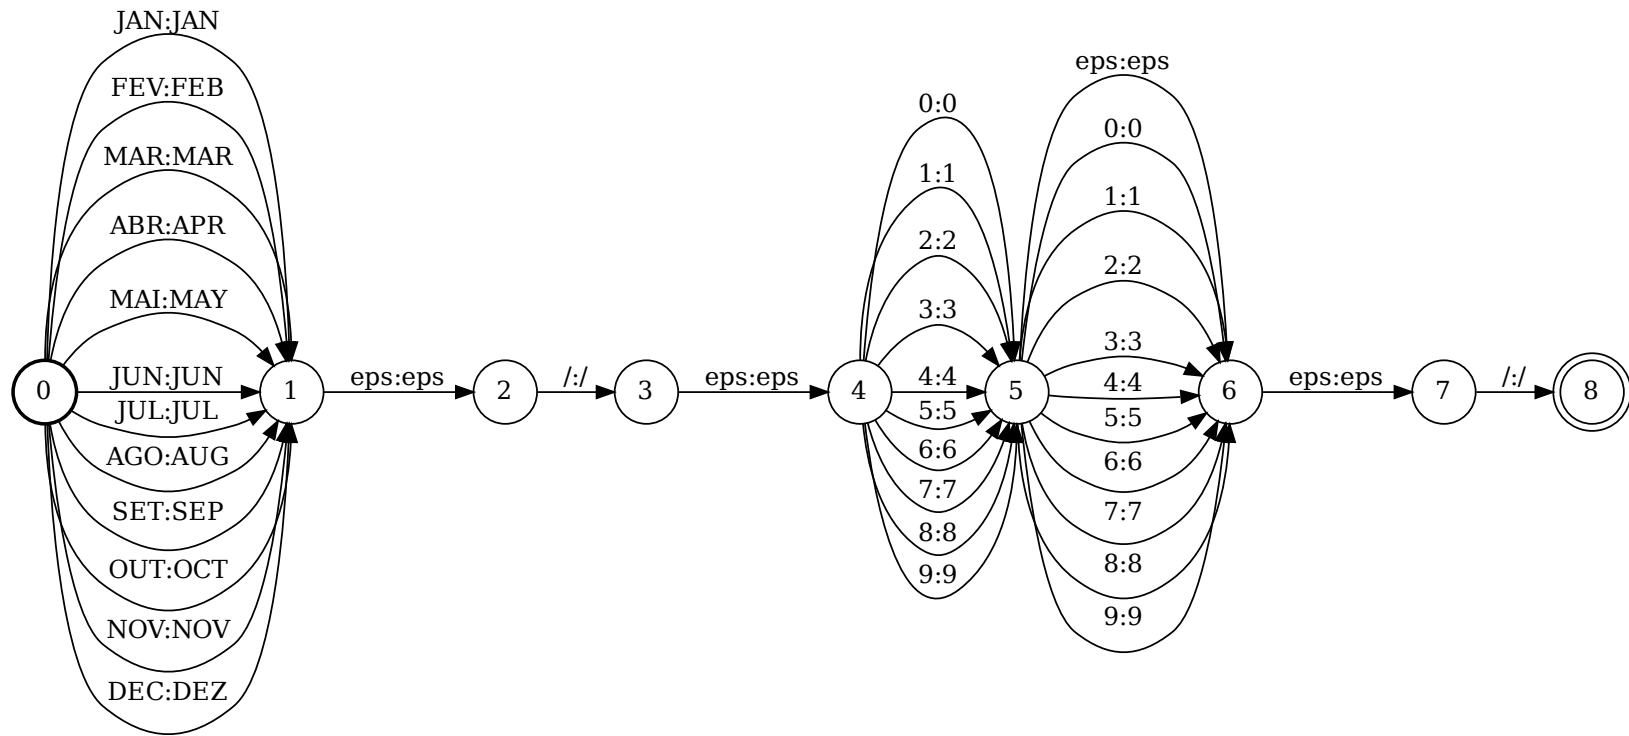 JAN:JAN
FEV:FEB
MAR:MAR
ABR:APR
MAI:MAY
JUN:JUN
JUL:JUL
AGO:AUG
SET:SEP
OUT:OCT
NOV:NOV
DEC:DEZ
0
1
eps:eps
2
/:/
3
eps:eps
4
0:0
1:1
2:2
3:3
4:4
5:5
6:6
7:7
8:8
9:9
5
eps:eps
0:0
1:1
2:2
3:3
4:4
5:5
6:6
7:7
8:8
9:9
6
eps:eps
7
/:/
8